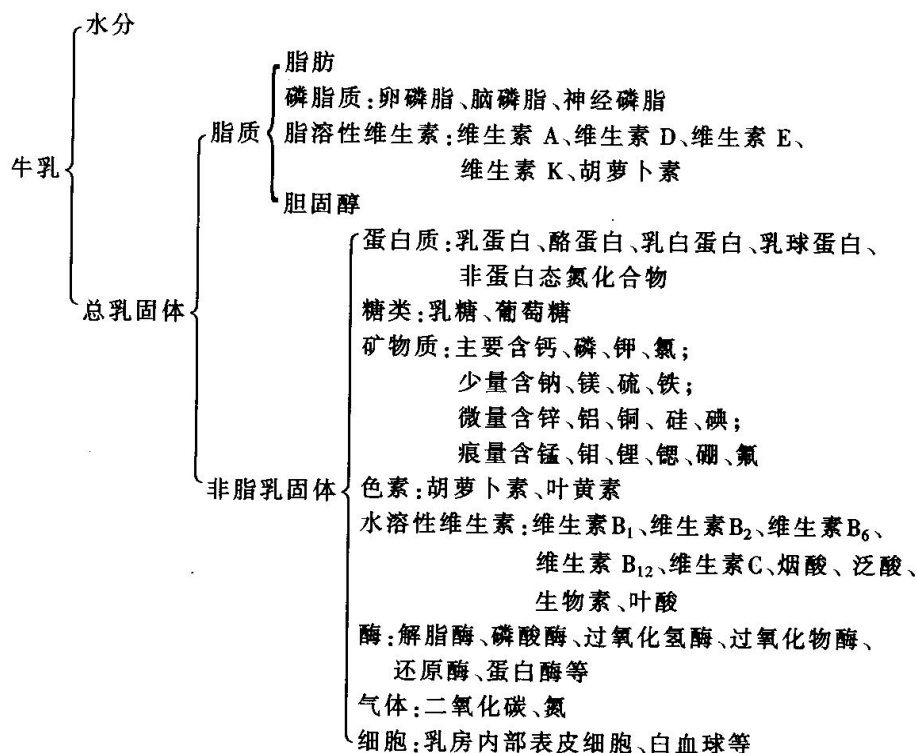 水分
脂肪
磷脂质:卵磷脂、脑磷脂、神经磷脂
脂质
脂溶性维生素:维生素 A、维生素 D、维生素 E、
牛乳
维生素 K、胡萝卜素
胆固醇
蛋白质:乳蛋白、酪蛋白、乳白蛋白、乳球蛋白、
非蛋白态氮化合物
总乳固体
糖类:乳糖、葡萄糖
矿物质:主要含钙、磷、钾、氯;
少量含钠、镁、硫、铁;
微量含锌、铝、铜、硅、碘;
痕量含锰、钼、锂、锶、硼、氟
非脂乳固体
色素:胡萝卜素、叶黄素
水溶性维生素:维生素B₁、维生素B₂、维生素B₆、
维生素 B₁₂、维生素C、烟酸、泛酸、
生物素、叶酸
酶:解脂酶、磷酸酶、过氧化氢酶、过氧化物酶、
还原酶、蛋白酶等
气体:二氧化碳、氮
细胞:乳房内部表皮细胞、白血球等